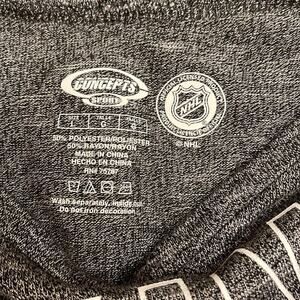 CONCEPTS
SPORT
NHL
© NHL
50% POLYESTER/POLIESTER
50% RAYON/RAYON
MADE IN CHINA
HECHO EN CHINA
RN# 75287
Wash separately, inside out.
Do not iron decoration.